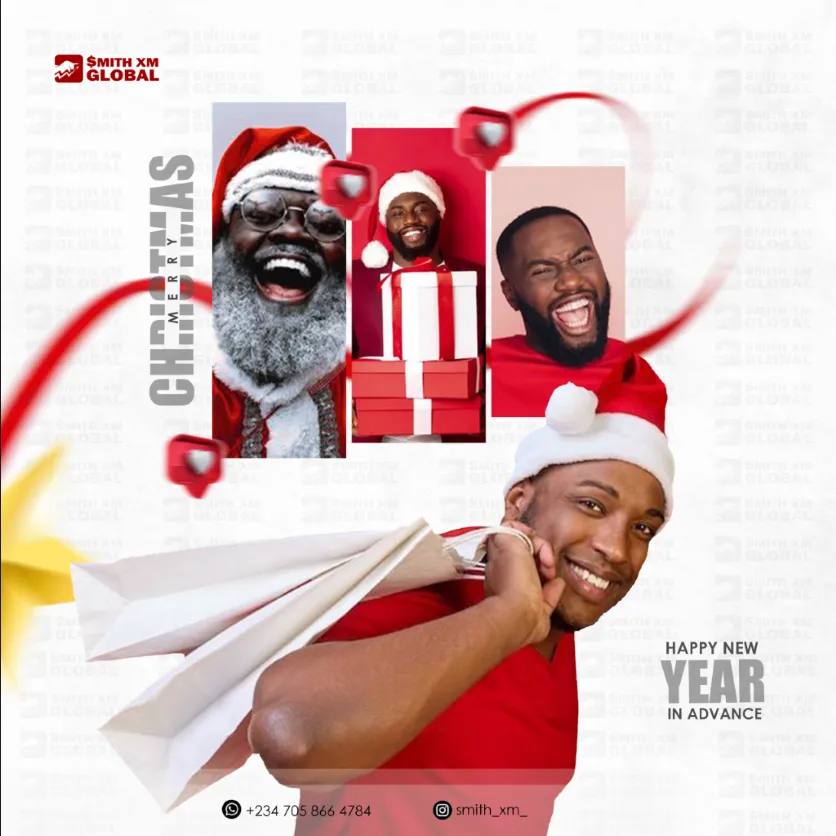 $MITH XM
GLOBAL
MERRY
CHRISTMAS
HAPPY NEW
YEAR
IN ADVANCE
+234 705 866 4784
smith_xm_